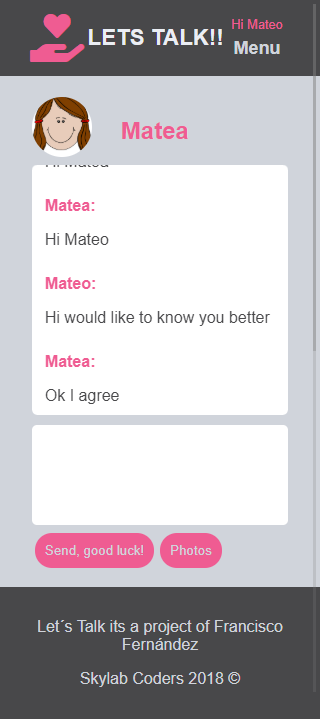 Hi Mateo
LETS TALK!!
Menu
Matea
Matea:
Hi Mateo
Mateo:
Hi would like to know you better
Matea:
Ok I agree
Send, good luck!
Photos
Let´s Talk its a project of Francisco
Fernández
Skylab Coders 2018 ©